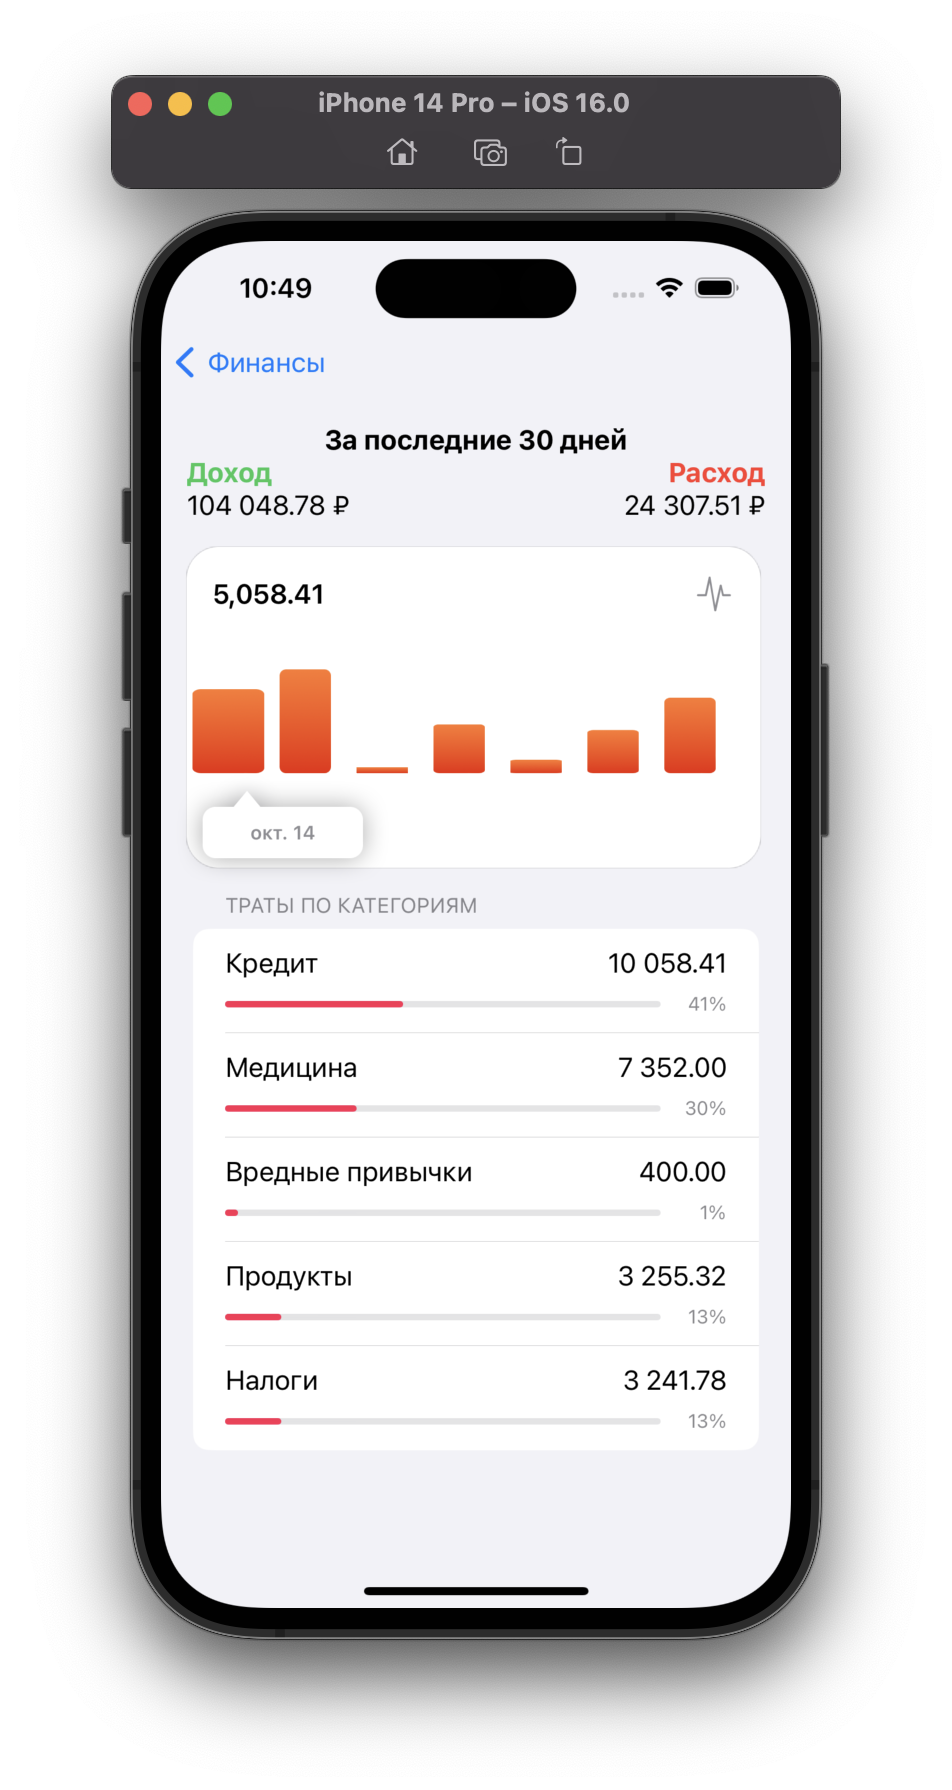 iPhone 14 Pro – iOS 16.0
10:49
Финансы
За последние 30 дней
Доход Расход
104 048.78 ₽ 24 307.51 ₽
5,058.41
окт. 14
ТРАТЫ ПО КАТЕГОРИЯМ
Кредит 10 058.41
41%
Медицина 7 352.00
30%
Вредные привычки 400.00
1%
Продукты 3 255.32
13%
Налоги 3 241.78
13%